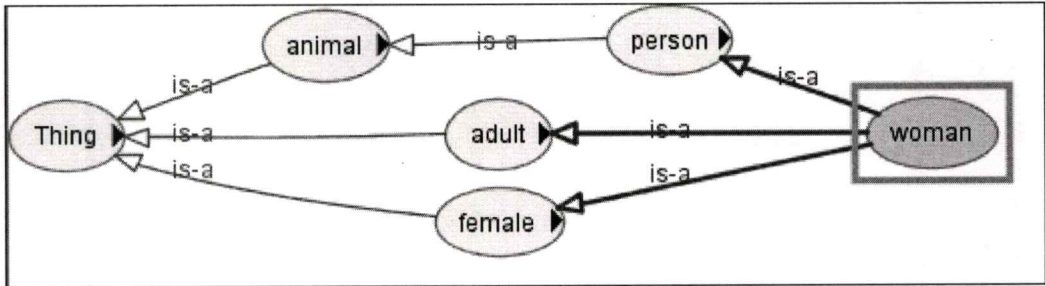 animal is-a person
is-a is-a
Thing is-a adult is-a woman
is-a is-a
female